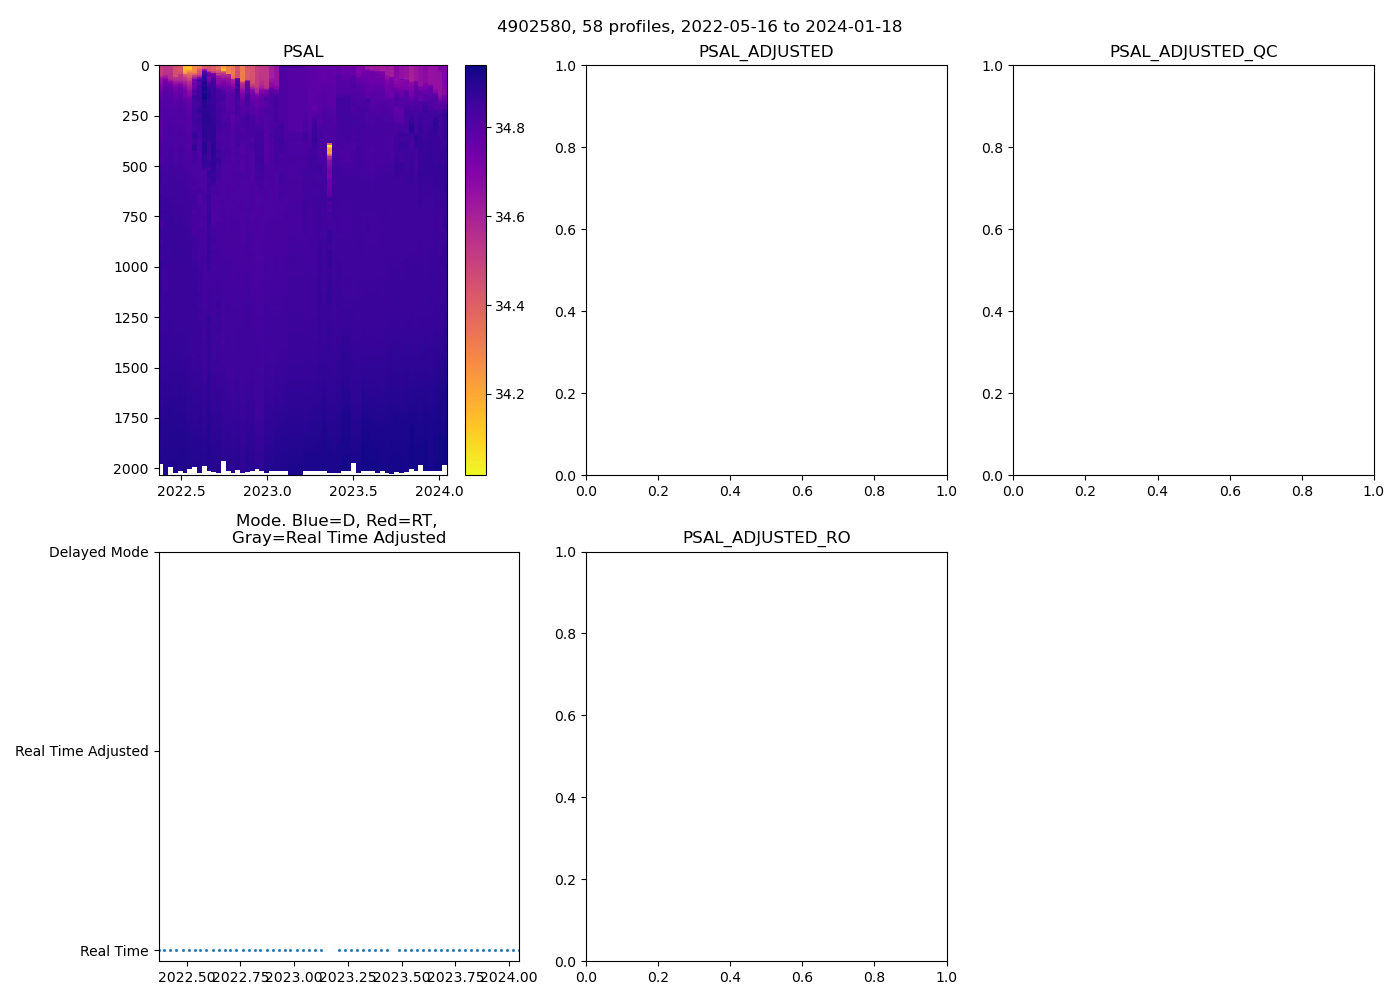 4902580, 58 profiles, 2022-05-16 to 2024-01-18
PSAL
0
250
500
750
1000
1250
1500
1750
2000
2022.5 2023.0 2023.5 2024.0
34.8
34.6
34.4
34.2
PSAL_ADJUSTED
1.0
0.8
0.6
0.4
0.2
0.0
0.0 0.2 0.4 0.6 0.8 1.0
PSAL_ADJUSTED_QC
1.0
0.8
0.6
0.4
0.2
0.0
0.0 0.2 0.4 0.6 0.8 1.0
Mode. Blue=D, Red=RT,
Gray=Real Time Adjusted
Delayed Mode
Real Time Adjusted
Real Time
2022.50 2022.75 2023.00 2023.25 2023.50 2023.75 2024.00
PSAL_ADJUSTED_RO
1.0
0.8
0.6
0.4
0.2
0.0
0.0 0.2 0.4 0.6 0.8 1.0